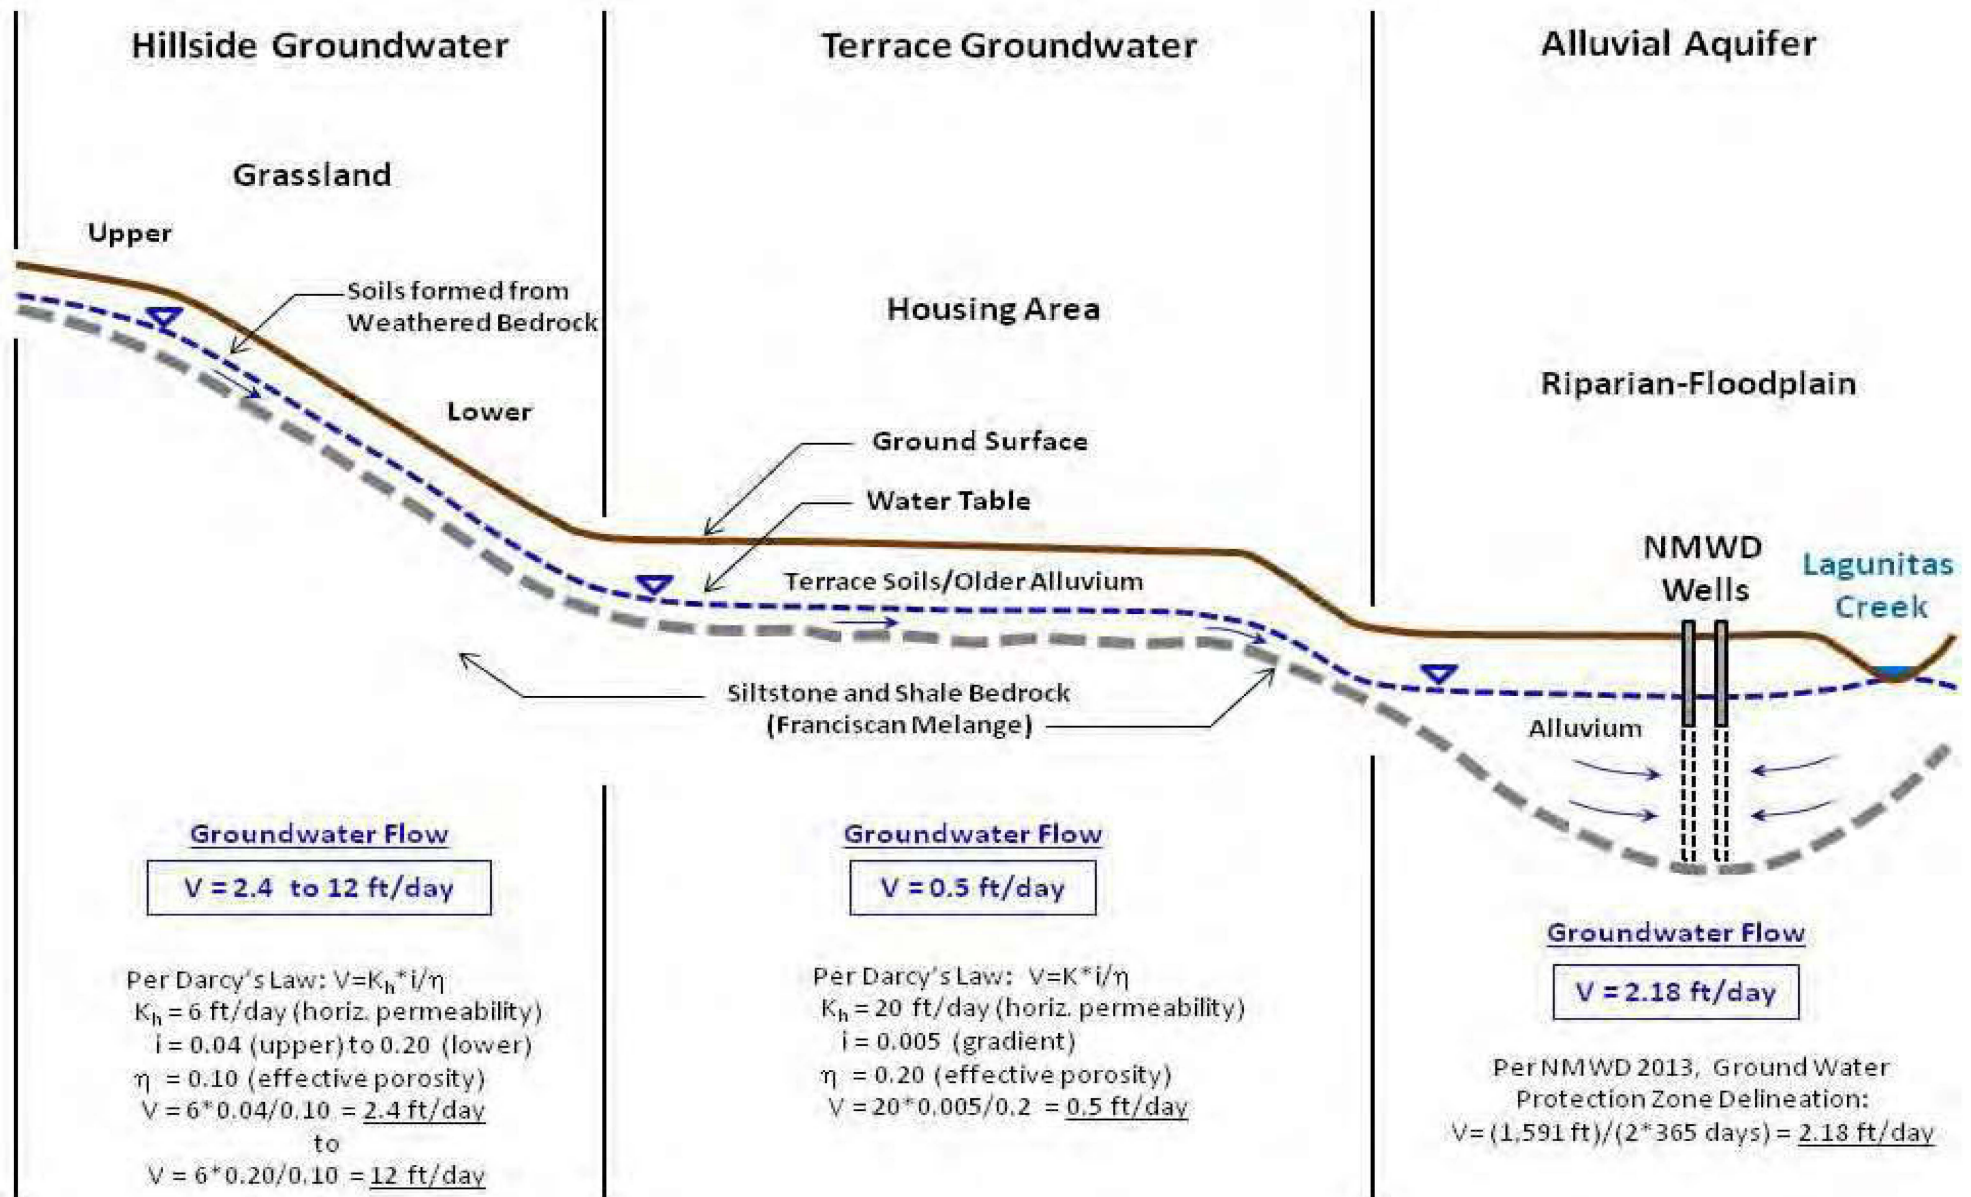 Hillside Groundwater
Grassland
Upper
Soils formed from
Weathered Bedrock
Lower
Groundwater Flow
V = 2.4 to 12 ft/day
Per Darcy's Law: V=Kₕ*i/η
Kₕ = 6 ft/day (horiz. permeability)
i = 0.04 (upper) to 0.20 (lower)
η = 0.10 (effective porosity)
V = 6*0.04/0.10 = 2.4 ft/day
to
V = 6*0.20/0.10 = 12 ft/day
Terrace Groundwater
Housing Area
Ground Surface
Water Table
Terrace Soils/Older Alluvium
Siltstone and Shale Bedrock
(Franciscan Melange)
Groundwater Flow
V = 0.5 ft/day
Per Darcy's Law: V=K*i/η
Kₕ = 20 ft/day (horiz. permeability)
i = 0.005 (gradient)
η = 0.20 (effective porosity)
V = 20*0.005/0.2 = 0.5 ft/day
Alluvial Aquifer
Riparian-Floodplain
NMWD
Wells
Lagunitas
Creek
Alluvium
Groundwater Flow
V = 2.18 ft/day
Per NMWD 2013, Ground Water
Protection Zone Delineation:
V= (1,591 ft)/(2*365 days) = 2.18 ft/day